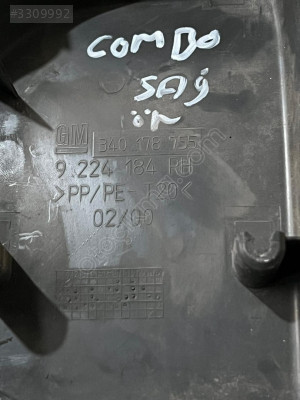 #3309992
COMBO
SAĞ
ÖN
GM 340 178 755
9 224 184 RH
>PP/PE-T20<
02/00